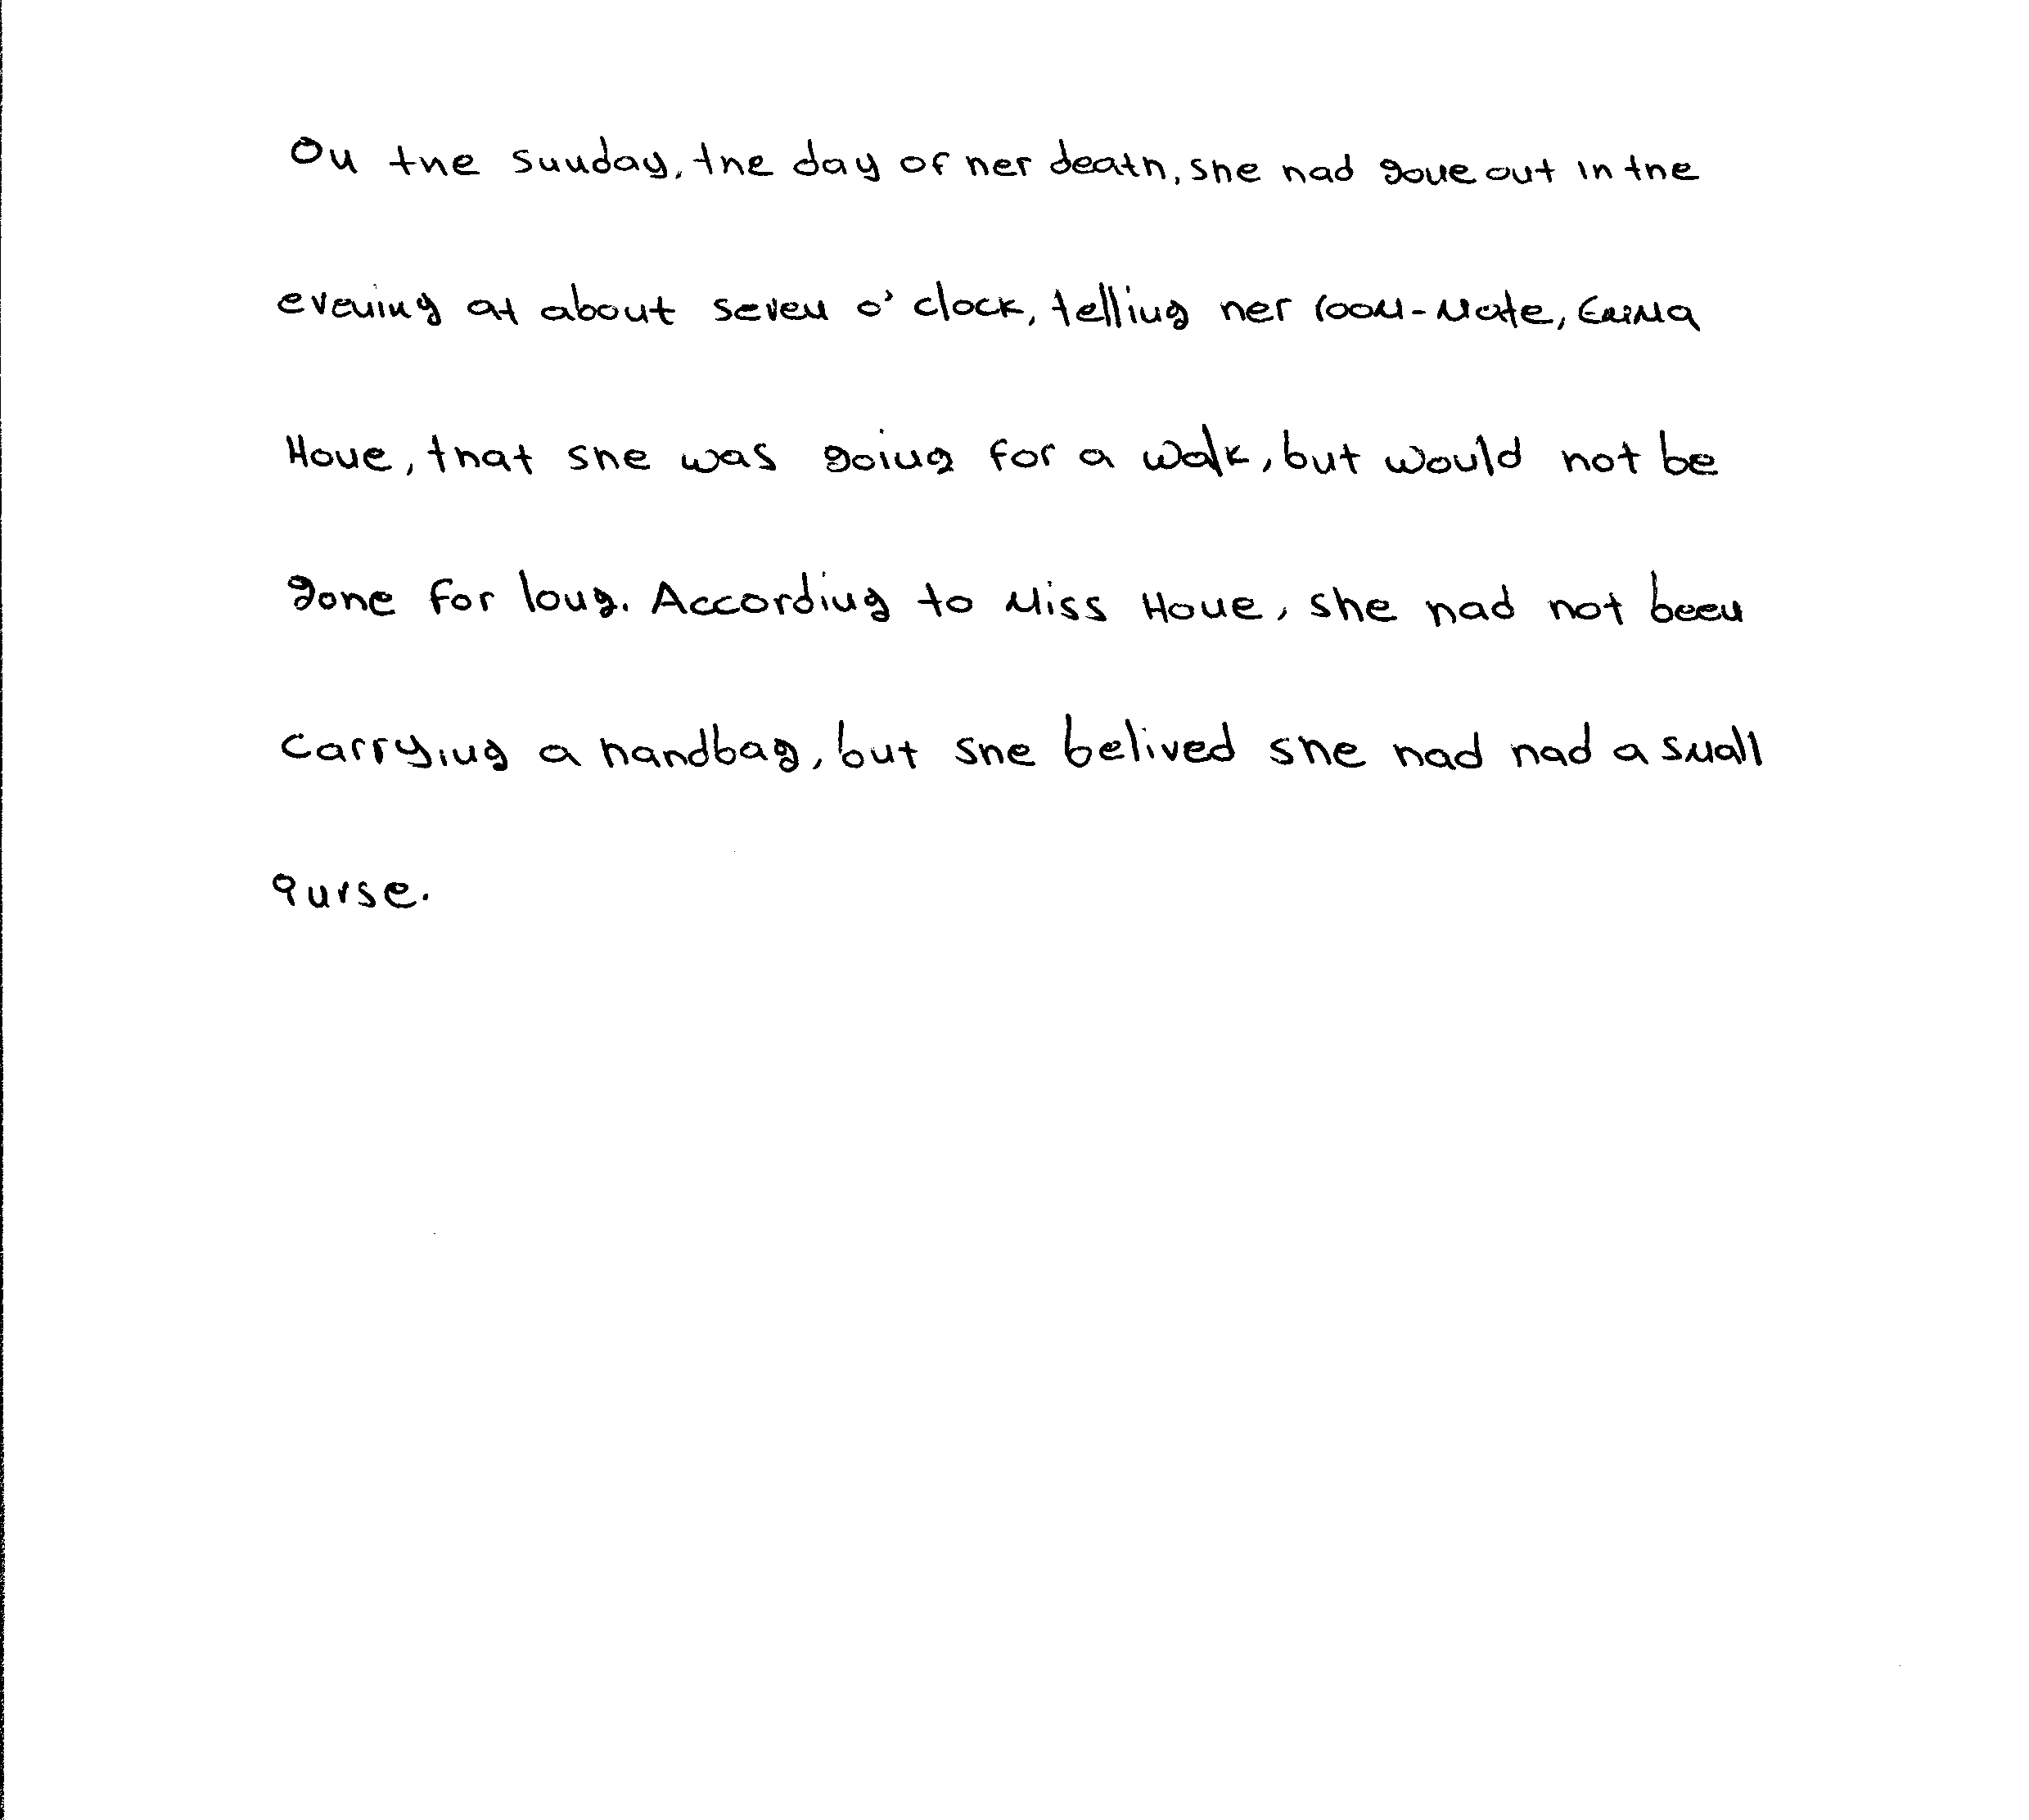 On the Sunday, the day of her death, she had gone out in the
evening at about seven o'clock, telling her room-mate,
Hone, that she was going for a walk, but would not be
gone for long. According to Miss Hone, she had not been
carrying a handbag, but she belived she had had a small
purse.